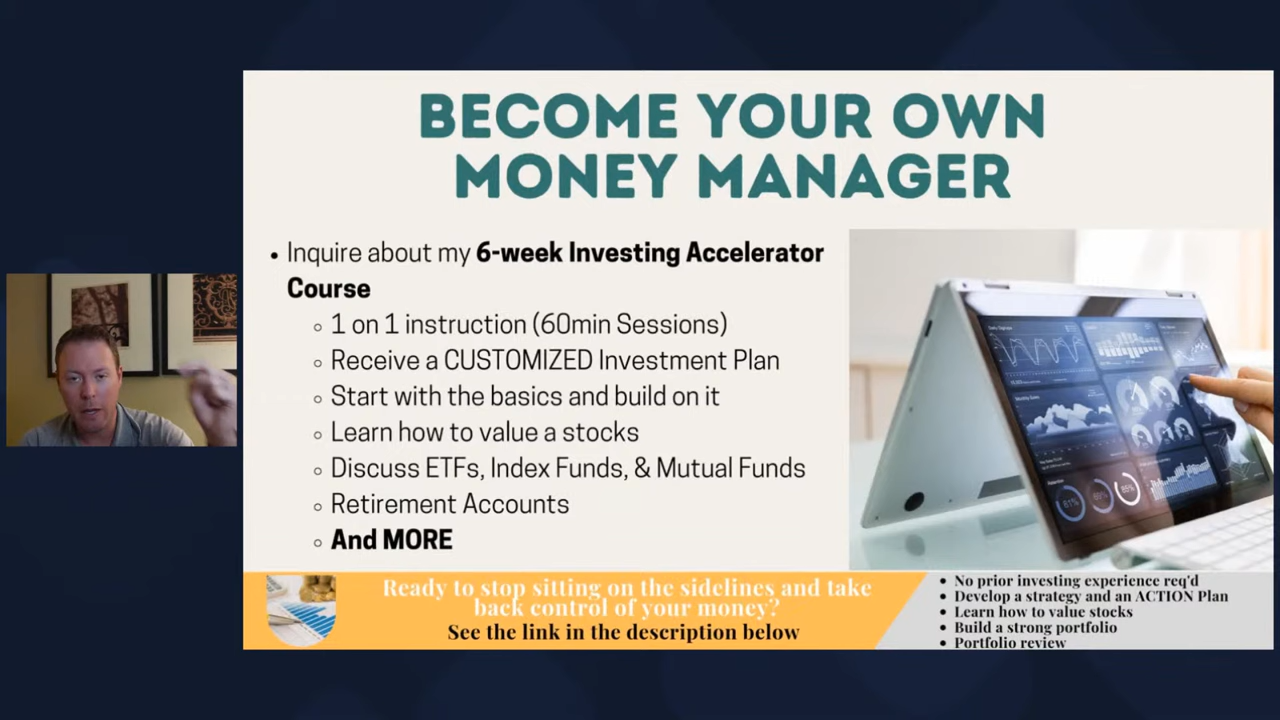 BECOME YOUR OWN
MONEY MANAGER
• Inquire about my 6-week Investing Accelerator
Course
◦ 1 on 1 instruction (60min Sessions)
◦ Receive a CUSTOMIZED Investment Plan
◦ Start with the basics and build on it
◦ Learn how to value a stocks
◦ Discuss ETFs, Index Funds, & Mutual Funds
◦ Retirement Accounts
◦ And MORE
61%
85%
Ready to stop sitting on the sidelines and take
back control of your money?
See the link in the description below
• No prior investing experience req'd
• Develop a strategy and an ACTION Plan
• Learn how to value stocks
• Build a strong portfolio
• Portfolio review